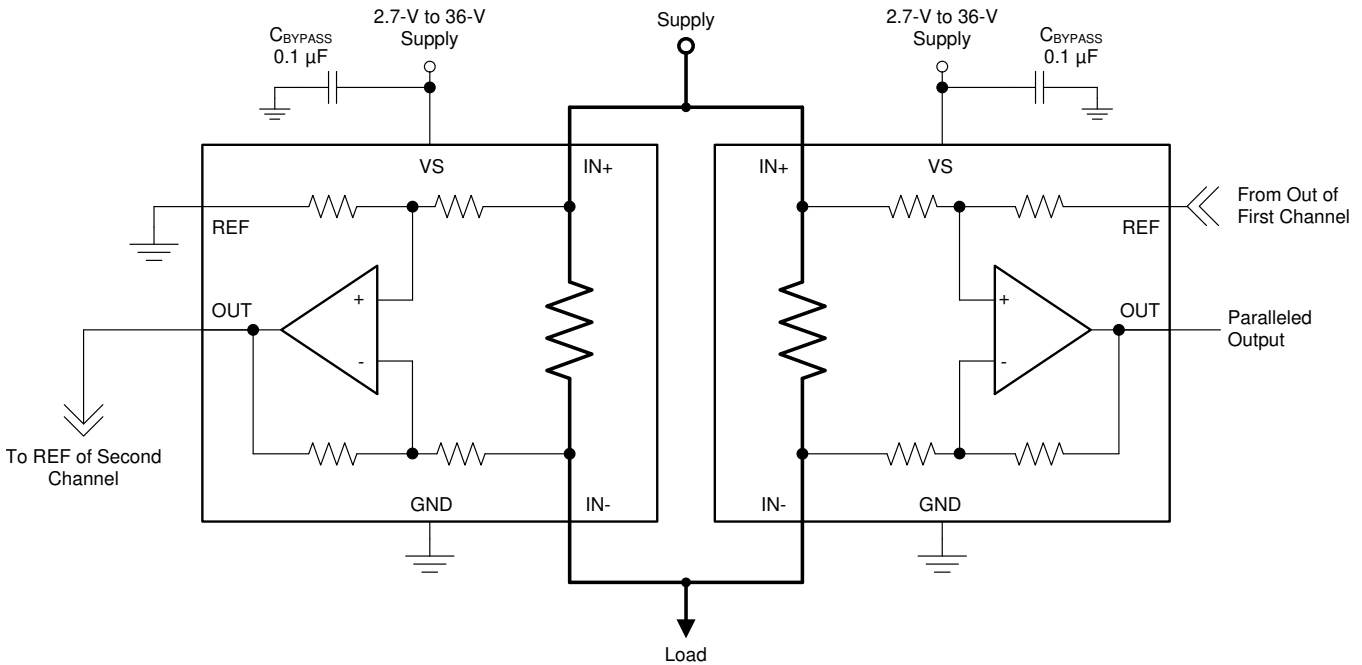 2.7-V to 36-V
Supply
CBYPASS
0.1 µF
Supply
2.7-V to 36-V
Supply
CBYPASS
0.1 µF
VS
IN+
REF
OUT
+
-
GND
IN-
To REF of Second
Channel
IN+
VS
REF
From Out of
First Channel
+
-
OUT
Paralleled
Output
IN-
GND
Load